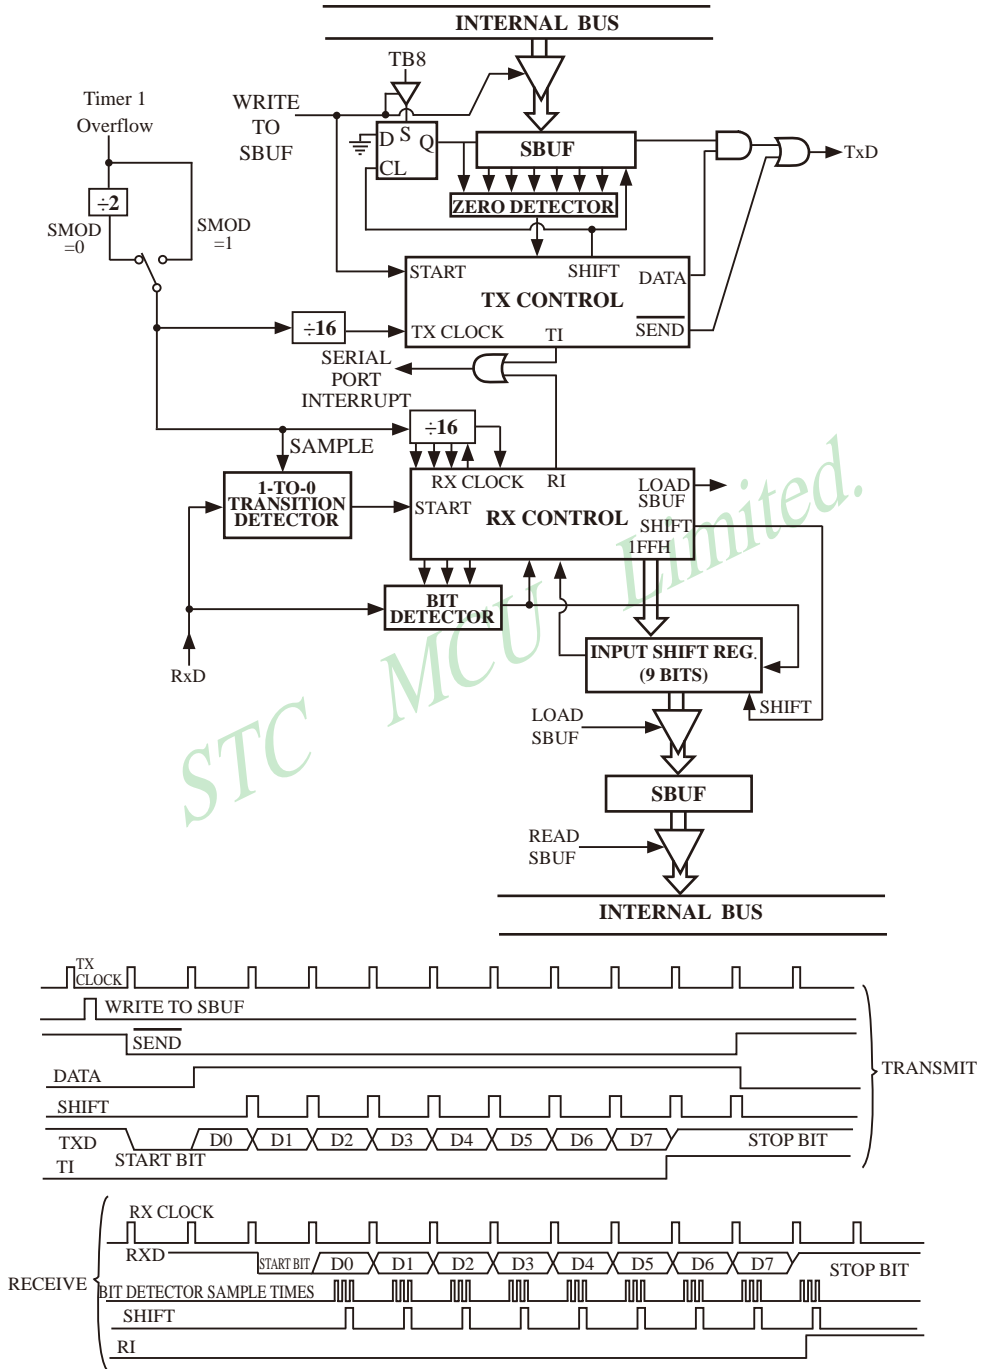 INTERNAL BUS
TB8
WRITE
TO
SBUF
Timer 1
Overflow
÷2
SMOD
=0
SMOD
=1
D S Q
CL
SBUF
TxD
ZERO DETECTOR
START
SHIFT
DATA
TX CONTROL
÷16
TX CLOCK
TI
SEND
SERIAL
PORT
INTERRUPT
÷16
SAMPLE
1-TO-0
TRANSITION
DETECTOR
RX CLOCK
RI
LOAD
SBUF
START
RX CONTROL
SHIFT
1FFH
BIT
DETECTOR
RxD
INPUT SHIFT REG.
(9 BITS)
SHIFT
LOAD
SBUF
SBUF
READ
SBUF
INTERNAL BUS
STC MCU Limited.
TX
CLOCK
WRITE TO SBUF
SEND
DATA
TRANSMIT
SHIFT
TXD
START BIT
D0 D1 D2 D3 D4 D5 D6 D7
STOP BIT
TI
RX CLOCK
RXD
START BIT
D0 D1 D2 D3 D4 D5 D6 D7
STOP BIT
RECEIVE
BIT DETECTOR SAMPLE TIMES
SHIFT
RI